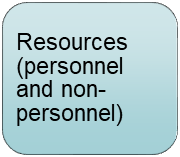 Resources
(personnel
and non-
personnel)